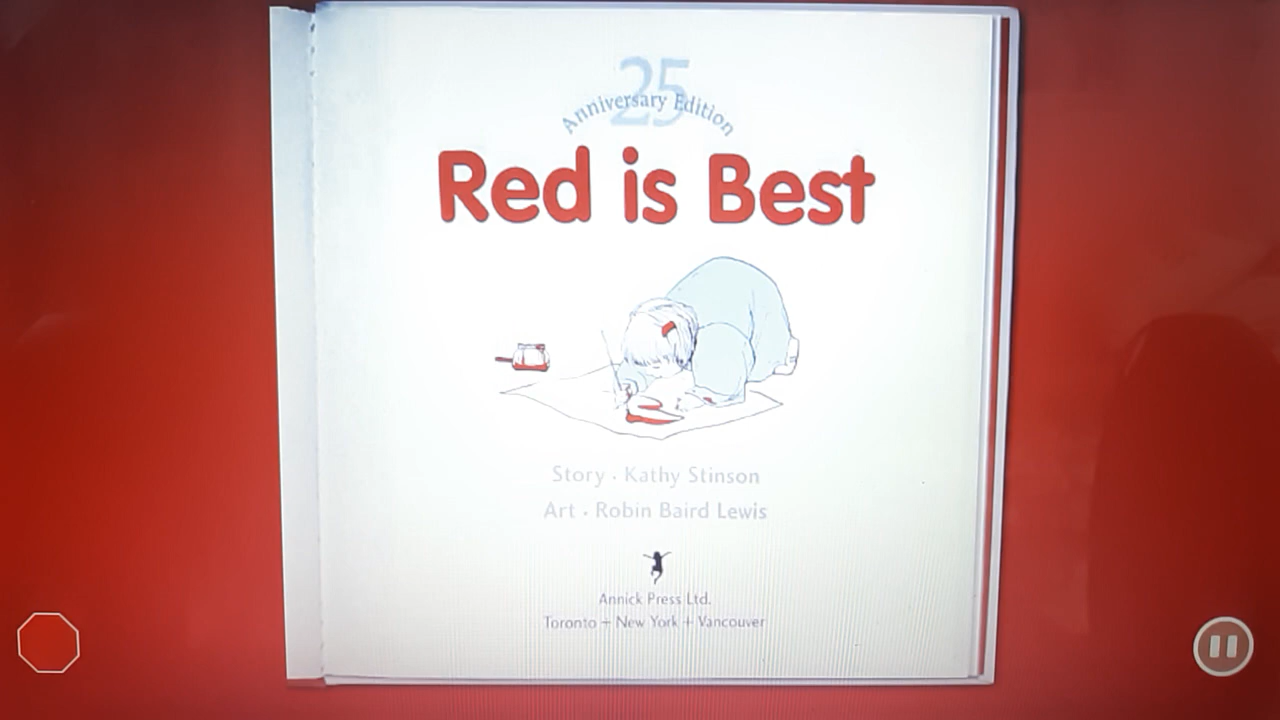 25
Anniversary Edition
Red is Best
Story · Kathy Stinson
Art · Robin Baird Lewis
Annick Press Ltd.
Toronto + New York + Vancouver